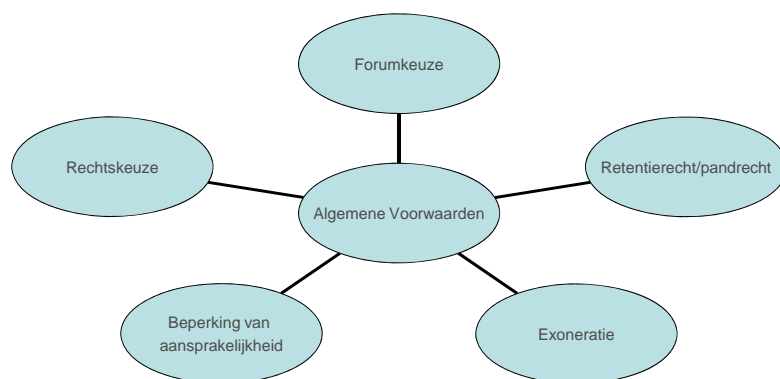 Forumkeuze
Rechtskeuze
Retentierecht/pandrecht
Algemene Voorwaarden
Beperking van
aansprakelijkheid
Exoneratie